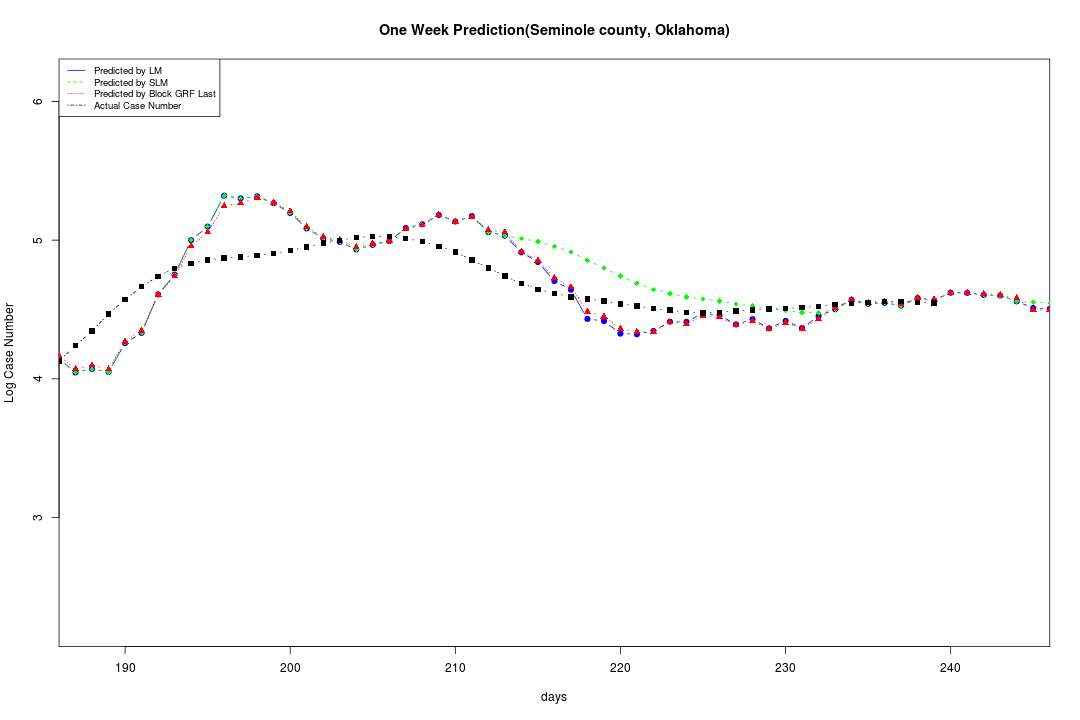 One Week Prediction(Seminole county, Oklahoma)
Predicted by LM
Predicted by SLM
Predicted by Block GRF Last
Actual Case Number
Log Case Number
6
5
4
3
190 200 210 220 230 240
days